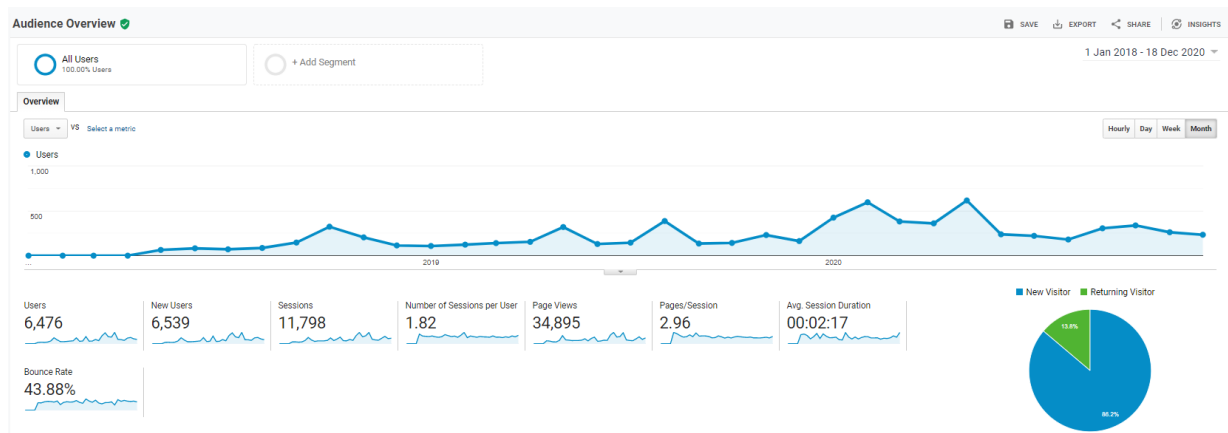 Audience Overview
SAVE EXPORT SHARE INSIGHTS
All Users
100.00% Users
+ Add Segment
1 Jan 2018 - 18 Dec 2020
Overview
Users VS Select a metric
Hourly Day Week Month
Users
1,000
500
... 2019 2020
New Visitor Returning Visitor
Users New Users Sessions Number of Sessions per User Page Views Pages/Session Avg. Session Duration
6,476 6,539 11,798 1.82 34,895 2.96 00:02:17
Bounce Rate
43.88%
13.8%
86.2%